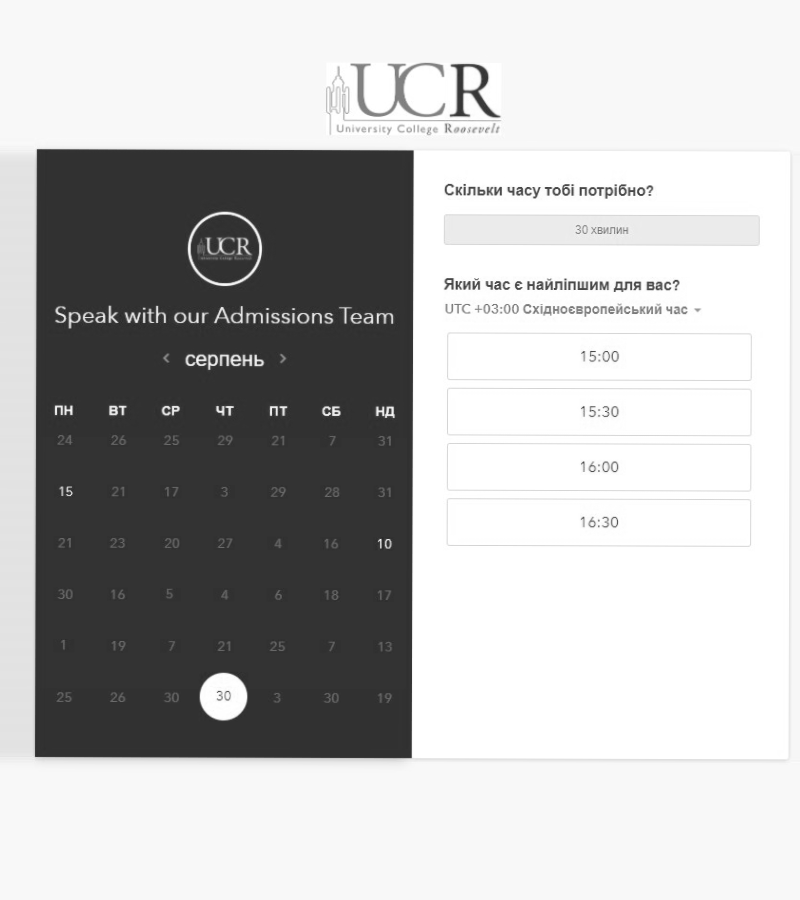 UCR
University College Roosevelt
UCR
Speak with our Admissions Team
серпень
ПН ВТ СР ЧТ ПТ СБ НД
24 26 25 29 21 7 31
15 21 17 3 29 28 31
21 23 20 27 4 16 10
30 16 5 4 6 18 17
1 19 7 21 25 7 13
25 26 30 30 3 30 19
Скільки часу тобі потрібно?
30 хвилин
Який час є найліпшим для вас?
UTC +03:00 Східноєвропейський час
15:00
15:30
16:00
16:30